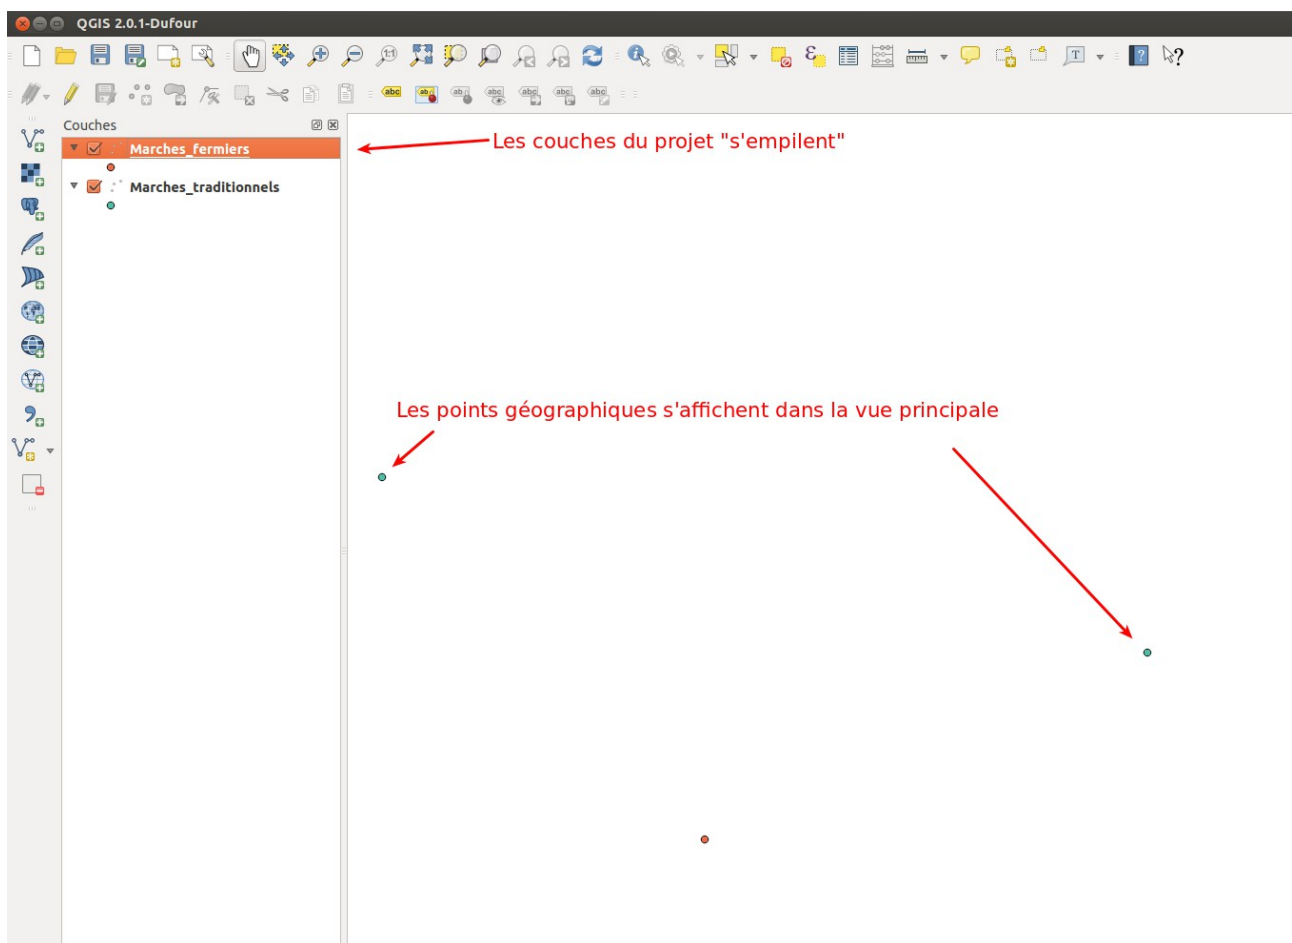 QGIS 2.0.1-Dufour
Couches
Marches_fermiers
Marches_traditionnels
Les couches du projet "s'empilent"
Les points géographiques s'affichent dans la vue principale